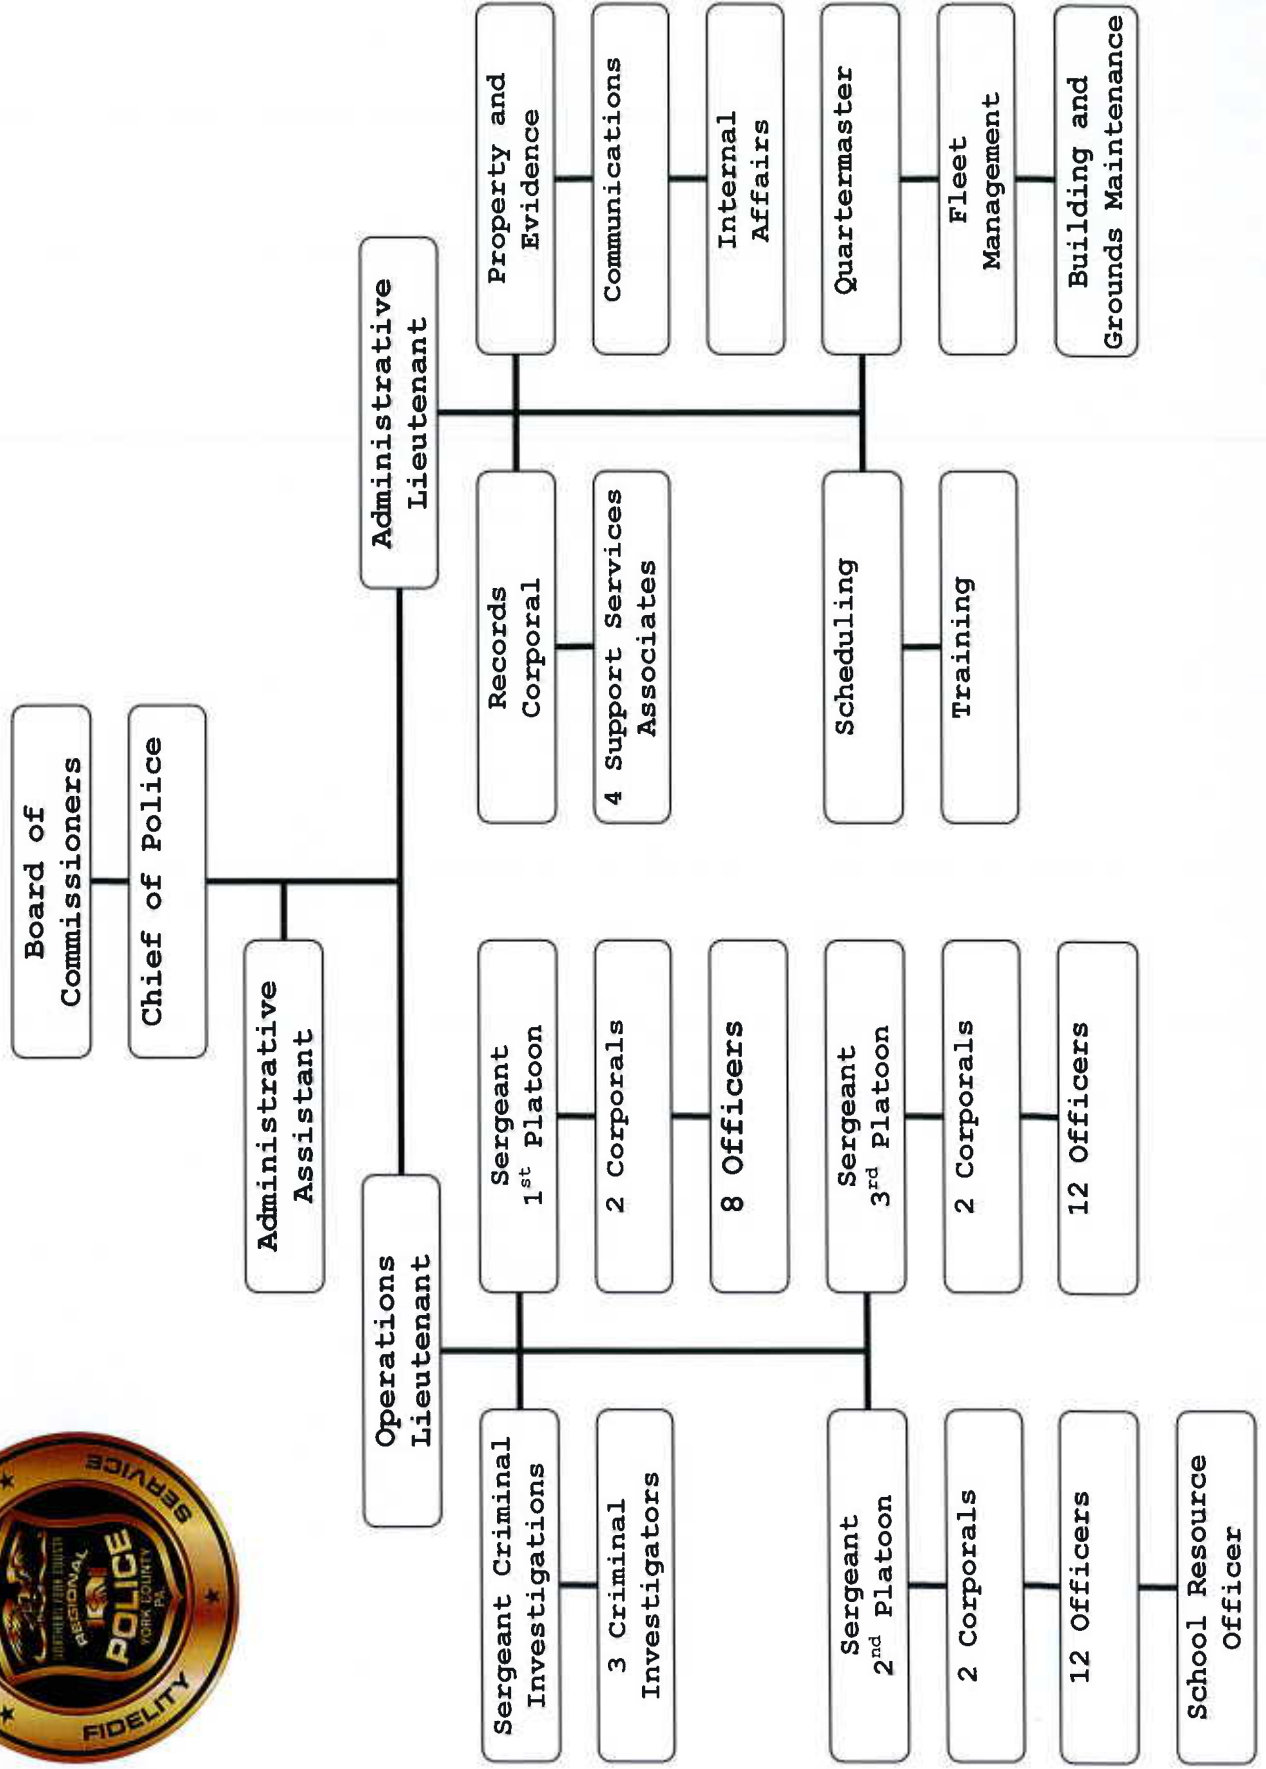 FIDELITY
SERVICE
NORTHERN YORK COUNTY
REGIONAL
POLICE
YORK COUNTY
PA
Board of
Commissioners
Chief of Police
Administrative
Assistant
Operations
Lieutenant
Administrative
Lieutenant
Sergeant Criminal
Investigations
3 Criminal
Investigators
Sergeant
1st Platoon
2 Corporals
8 Officers
Records
Corporal
4 Support Services
Associates
Property and
Evidence
Communications
Internal
Affairs
Sergeant
2nd Platoon
2 Corporals
12 Officers
School Resource
Officer
Sergeant
3rd Platoon
2 Corporals
12 Officers
Scheduling
Training
Quartermaster
Fleet
Management
Building and
Grounds Maintenance